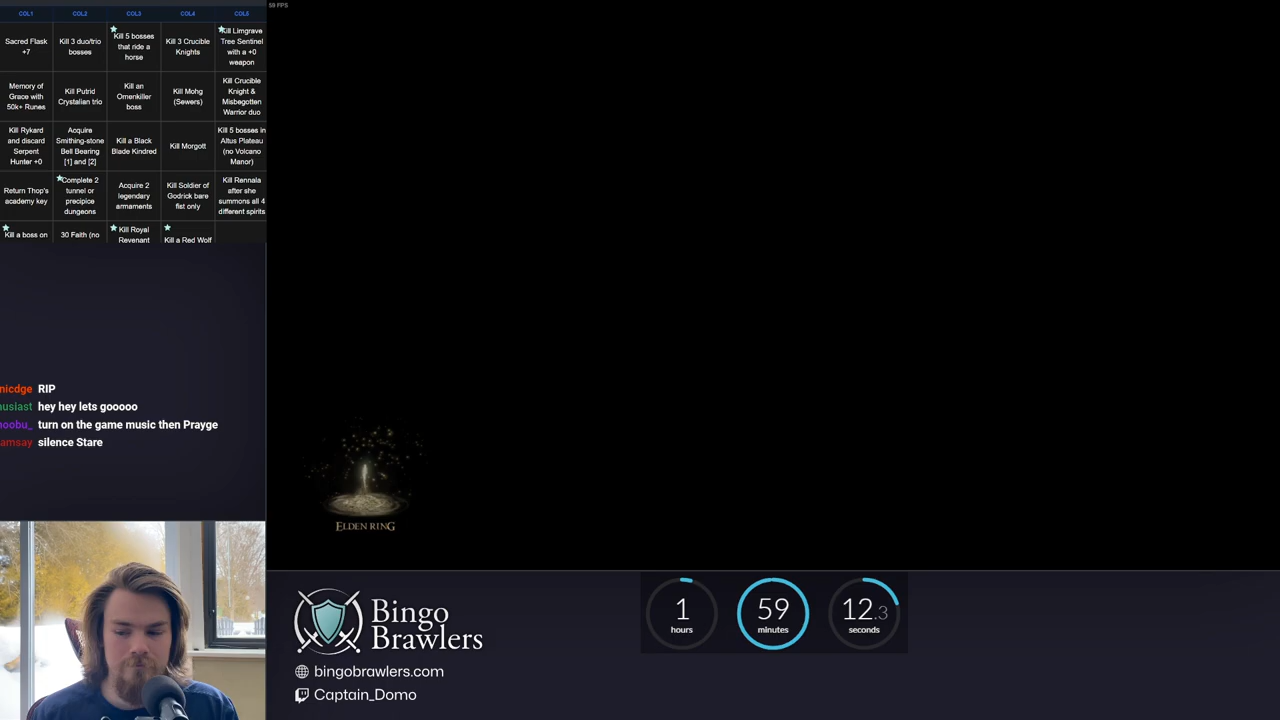 59 FPS
COL1
COL2
COL3
COL4
COL5
Sacred Flask
+7
Kill 3 duo/trio
bosses
Kill 5 bosses
that ride a
horse
Kill 3 Crucible
Knights
Kill Limgrave
Tree Sentinel
with a +0
weapon
Memory of
Grace with
50k+ Runes
Kill Putrid
Crystalian trio
Kill an
Omenkiller
boss
Kill Mohg
(Sewers)
Kill Crucible
Knight &
Misbegotten
Warrior duo
Kill Rykard
and discard
Serpent
Hunter +0
Acquire
Smithing-stone
Bell Bearing
[1] and [2]
Kill a Black
Blade Kindred
Kill Morgott
Kill 5 bosses in
Altus Plateau
(no Volcano
Manor)
Return Thop's
academy key
Complete 2
tunnel or
precipice
dungeons
Acquire 2
legendary
armaments
Kill Soldier of
Godrick bare
fist only
Kill Rennala
after she
summons all 4
different spirits
Kill a boss on
30 Faith (no
Kill Royal
Revenant
Kill a Red Wolf
nicdge RIP
usiast hey hey lets gooooo
noobu_ turn on the game music then Prayge
amsay silence Stare
ELDEN RING
Bingo
Brawlers
bingobrawlers.com
Captain_Domo
1
hours
59
minutes
12.3
seconds